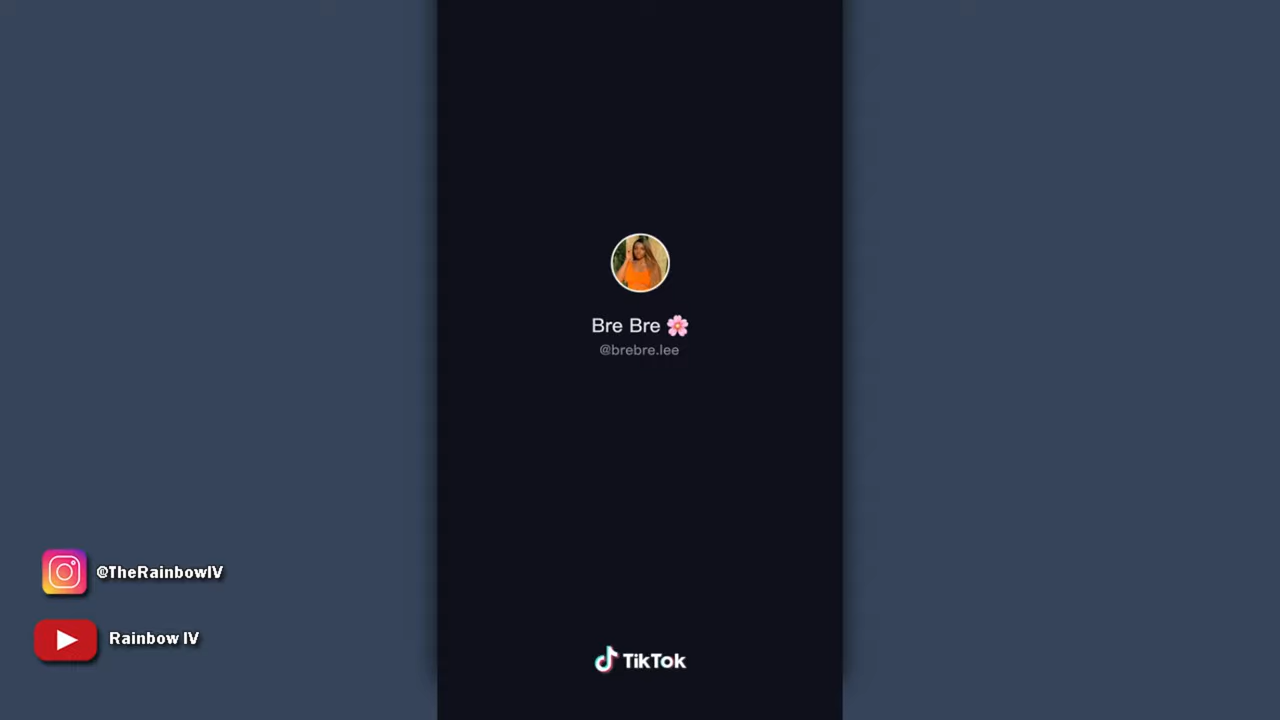 Bre Bre 🌸
@brebre.lee
@TheRainbowIV
Rainbow IV
TikTok